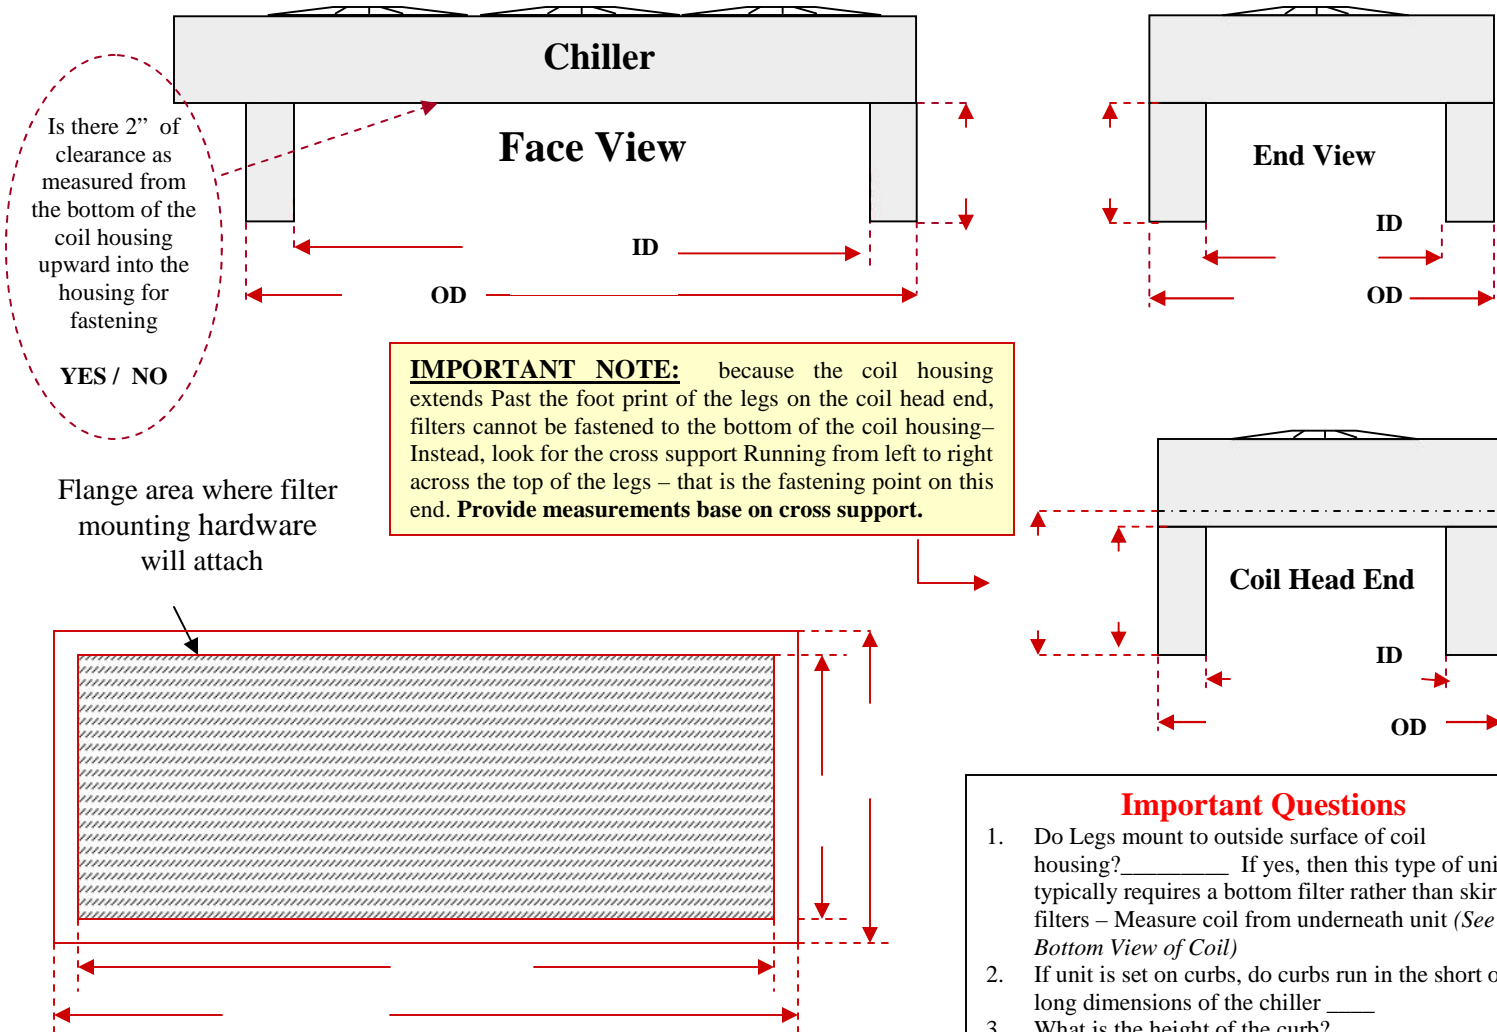 Chiller
Is there 2”  of
clearance as
measured from
the bottom of the
coil housing
upward into the
housing for
fastening
YES /  NO
Face View
ID
OD
End View
ID
OD
IMPORTANT NOTE: because the coil housing
extends Past the foot print of the legs on the coil head end,
filters cannot be fastened to the bottom of the coil housing–
Instead, look for the cross support Running from left to right
across the top of the legs – that is the fastening point on this
end. Provide measurements base on cross support.
Flange area where filter
mounting hardware
will attach
Coil Head End
ID
OD
Important Questions
1. Do Legs mount to outside surface of coil
housing?_________ If yes, then this type of
typically requires a bottom filter rather than
filters – Measure coil from underneath unit (See
Bottom View of Coil)
2. If unit is set on curbs, do curbs run in the short
long dimensions of the chiller ____
3. What is the height of the curb?